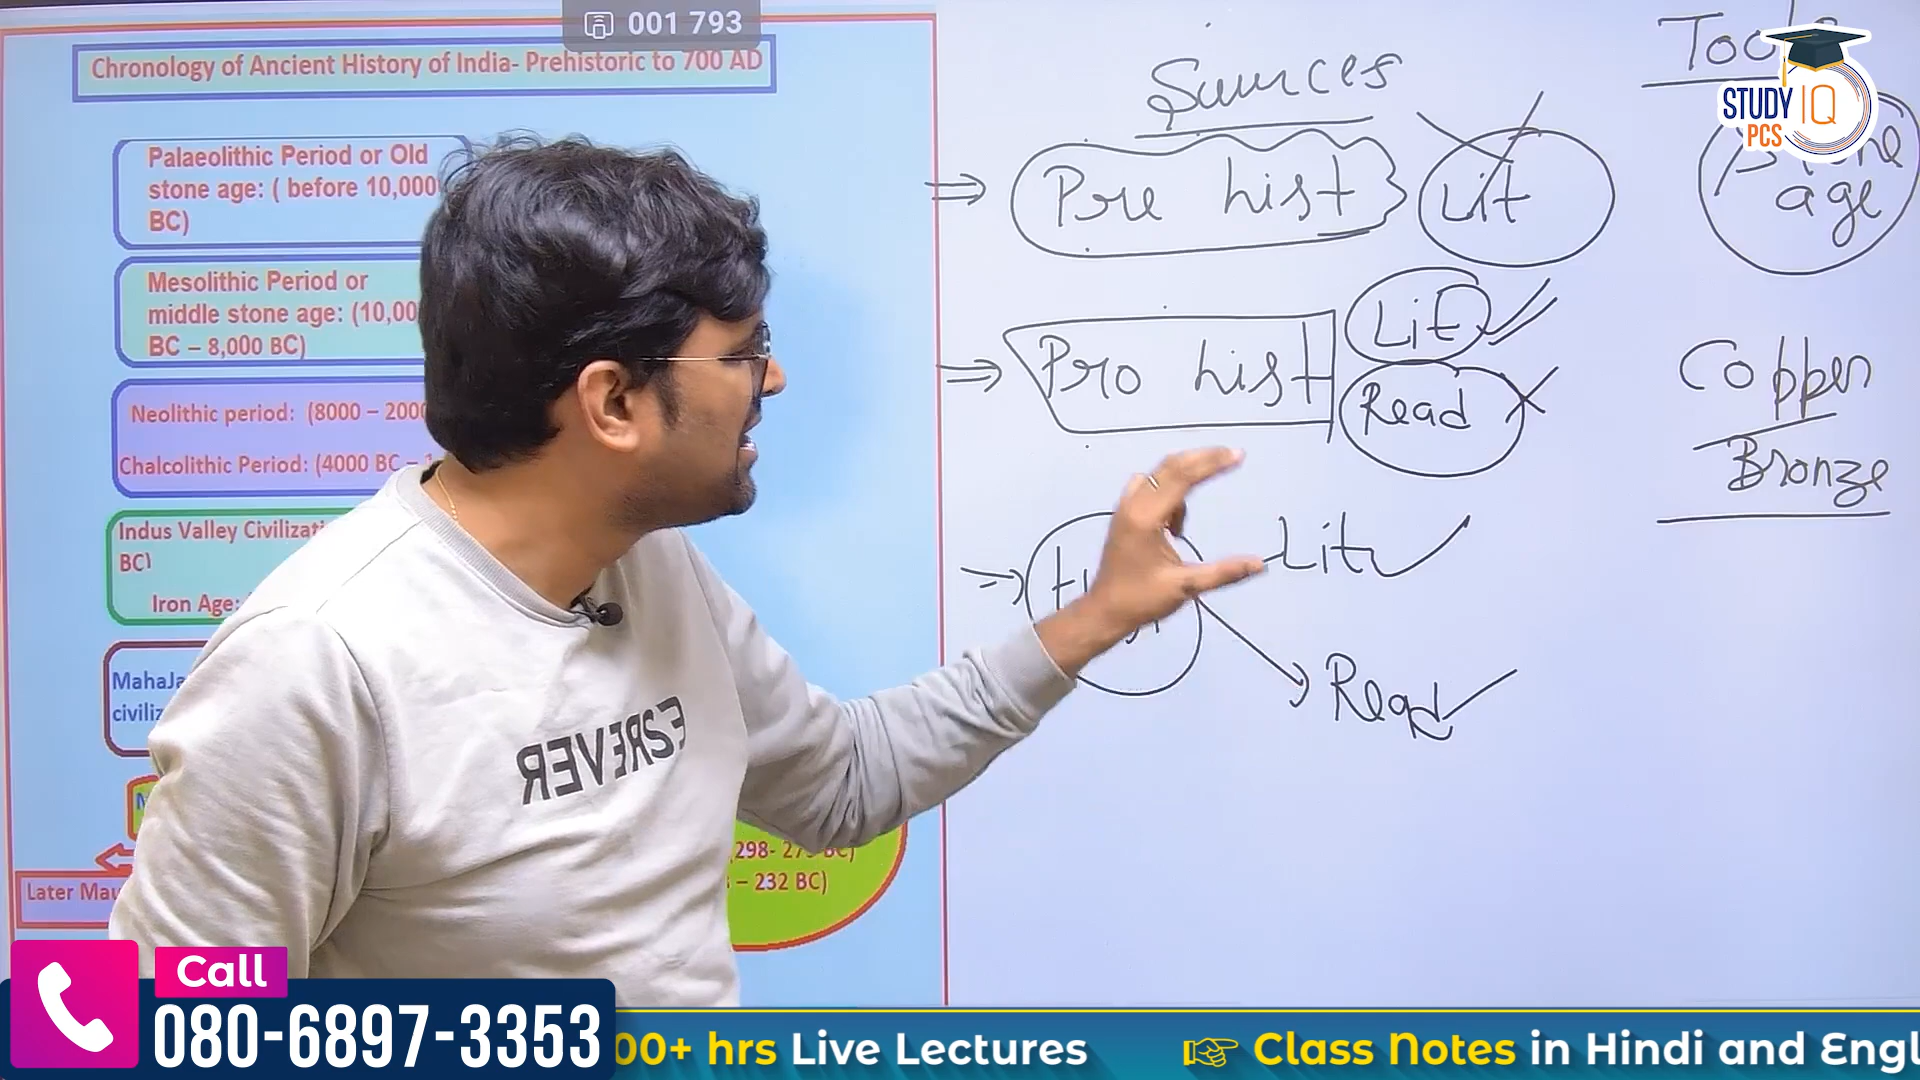 001 793
Chronology of Ancient History of India- Prehistoric to 700 AD
Palaeolithic Period or Old
stone age: ( before 10,000
BC)
Mesolithic Period or
middle stone age: (10,00
BC – 8,000 BC)
Neolithic period: (8000 – 200
Chalcolithic Period: (4000 BC –
Indus Valley Civilizati
BC)
Iron Age:
MahaJa
civiliz
Later Mau
298- 27 BC)
– 232 BC)
Sources
Pre hist
Lit
Pro hist
Lit
Read
Lit
Read
age
Copper
Bronze
STUDY IQ
PCS
EƧREVER
Call
080-6897-3353
00+ hrs Live Lectures
Class Notes in Hindi and Engl